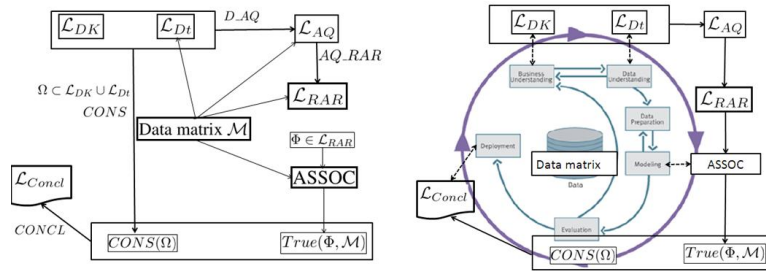 ℒ_DK ℒ_Dt
D_AQ
ℒ_AQ
AQ_RAR
Ω ⊂ ℒ_DK ∪ ℒ_Dt
CONS
ℒ_RAR
Data matrix ℳ
Φ ∈ ℒ_RAR
ASSOC
ℒ_Concl
CONCL
CONS(Ω)
True(Φ, ℳ)
ℒ_DK ℒ_Dt
ℒ_AQ
Business
Understanding
Data
Understanding
ℒ_RAR
Data
Preparation
Deployment
Data matrix
Modeling
ASSOC
Data
ℒ_Concl
Evaluation
CONS(Ω)
True(Φ, ℳ)